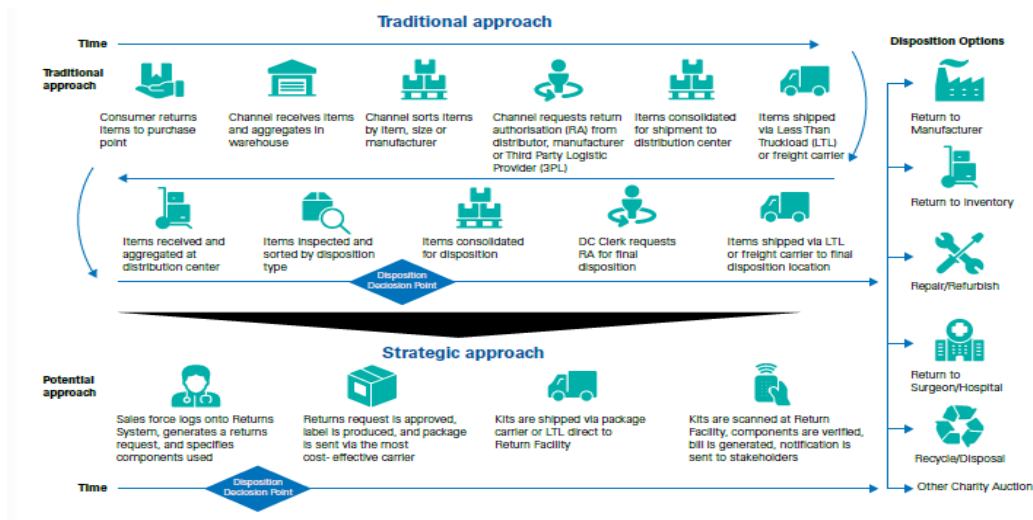 Traditional approach
Time
Disposition Options
Traditional
approach
Consumer returns
items to purchase
point
Channel receives items
and aggregates in
warehouse
Channel sorts items
by item, size or
manufacturer
Channel requests return
authorisation (RA) from
distributor, manufacturer
or Third Party Logistic
Provider (3PL)
Items consolidated
for shipment to
distribution center
Items shipped
via Less Than
Truckload (LTL)
or freight carrier
Return to
Manufacturer
Items received and
aggregated at
distribution center
Items inspected and
sorted by disposition
type
Items consolidated
for disposition
DC Clerk requests
RA for final
disposition
Items shipped via LTL
or freight carrier to final
disposition location
Return to Inventory
Disposition
Decision Point
Repair/Refurbish
Strategic approach
Potential
approach
Sales force logs onto Returns
System, generates a returns
request, and specifies
components used
Returns request is approved,
label is produced, and package
is sent via the most
cost- effective carrier
Kits are shipped via package
carrier or LTL direct to
Return Facility
Kits are scanned at Return
Facility, components are verified,
bill is generated, notification is
sent to stakeholders
Return to
Surgeon/Hospital
Recycle/Disposal
Time
Disposition
Decision Point
Other Charity Auction